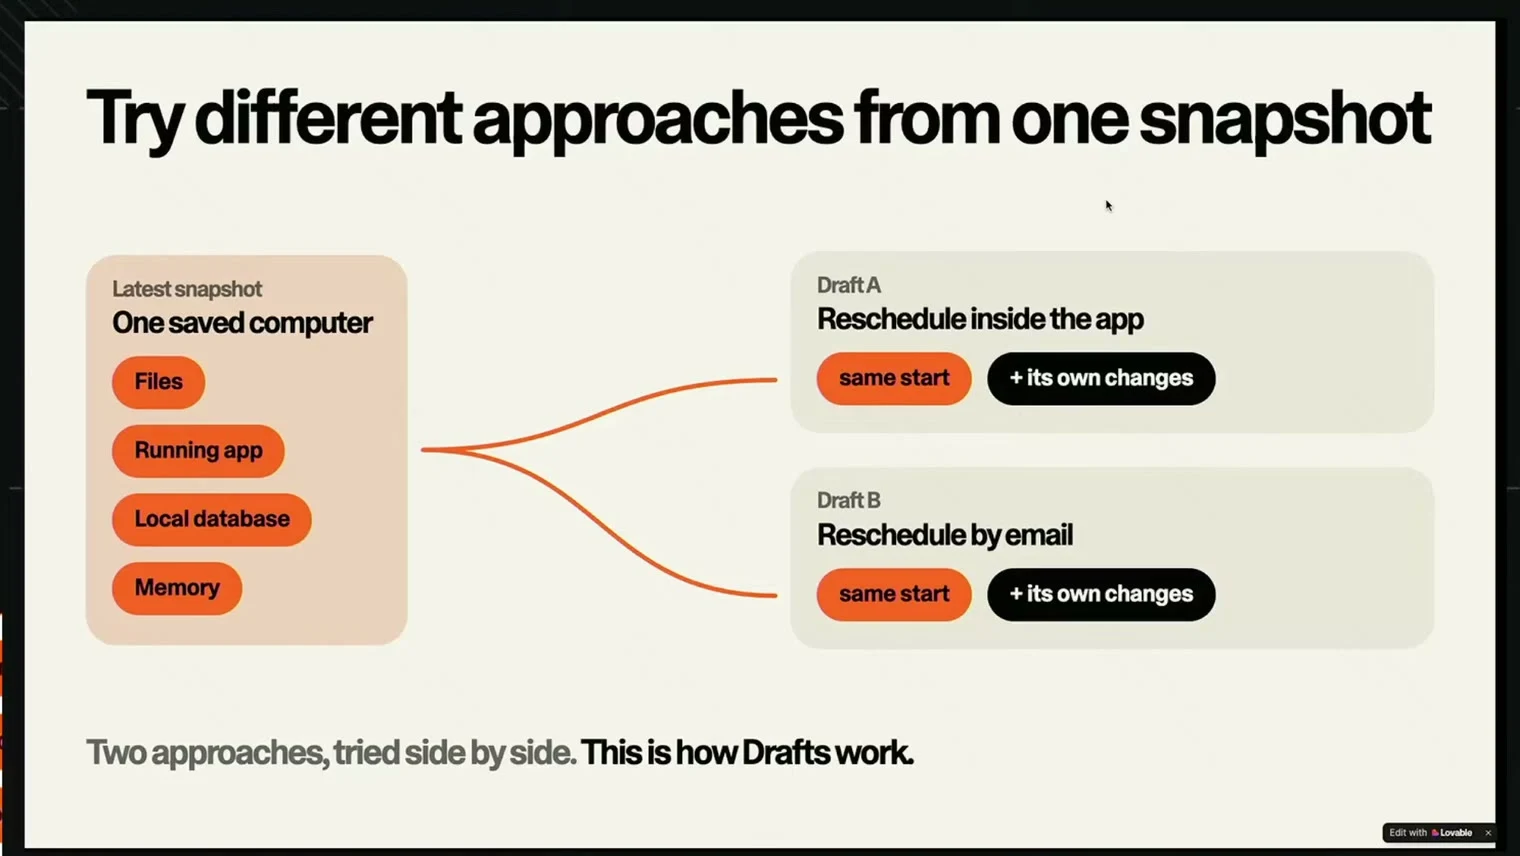 Try different approaches from one snapshot
Latest snapshot
One saved computer
Files
Running app
Local database
Memory
Draft A
Reschedule inside the app
same start
+ its own changes
Draft B
Reschedule by email
same start
+ its own changes
Two approaches, tried side by side. This is how Drafts work.
Edit with Lovable ×